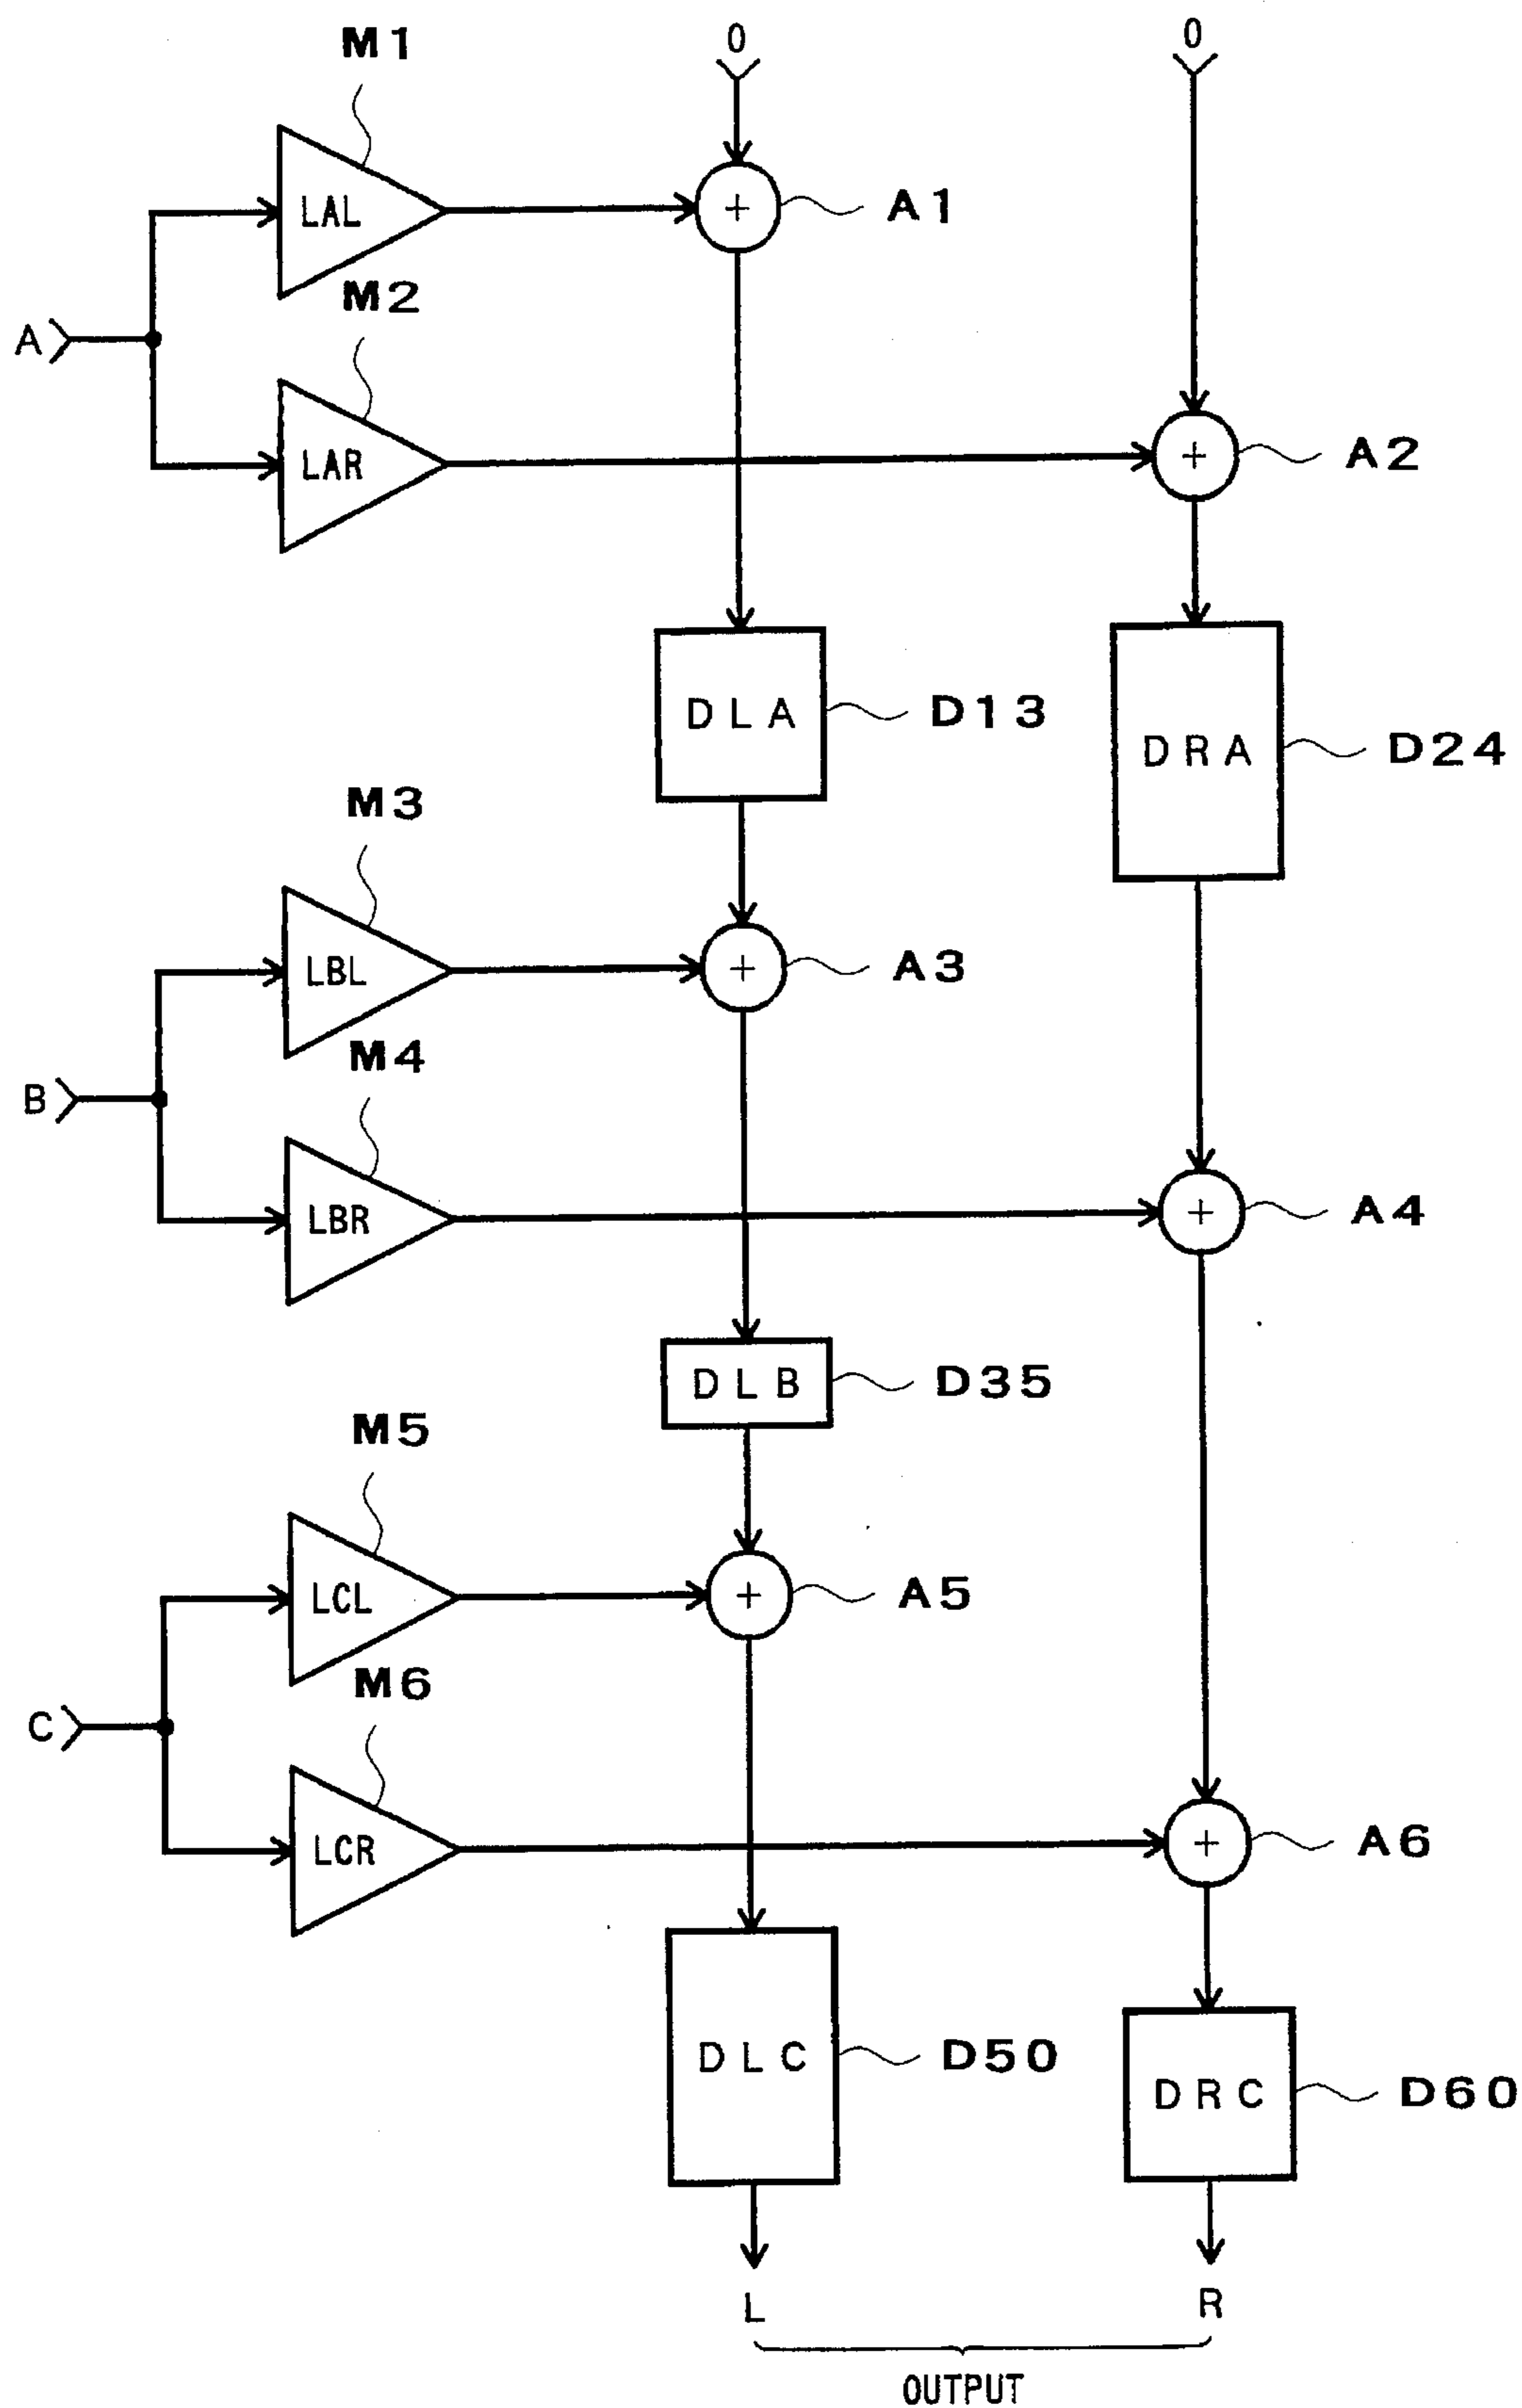 M1
0
0
LAL
A1
M2
A
LAR
A2
DLA
D13
DRA
D24
M3
LBL
A3
M4
B
LBR
A4
DLB
D35
M5
LCL
A5
M6
C
LCR
A6
DLC
D50
DRC
D60
L
R
OUTPUT